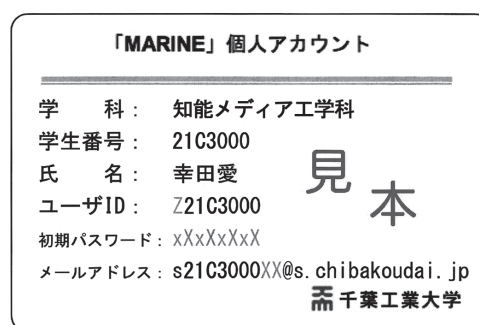 「MARINE」個人アカウント
学　　科： 知能メディア工学科
学生番号： 21C3000
氏　　名： 幸田愛
ユーザID： Z21C3000
初期パスワード： xXxXxXxX
メールアドレス： s21C3000XX@s.chibakoudai.jp
千葉工業大学
見本